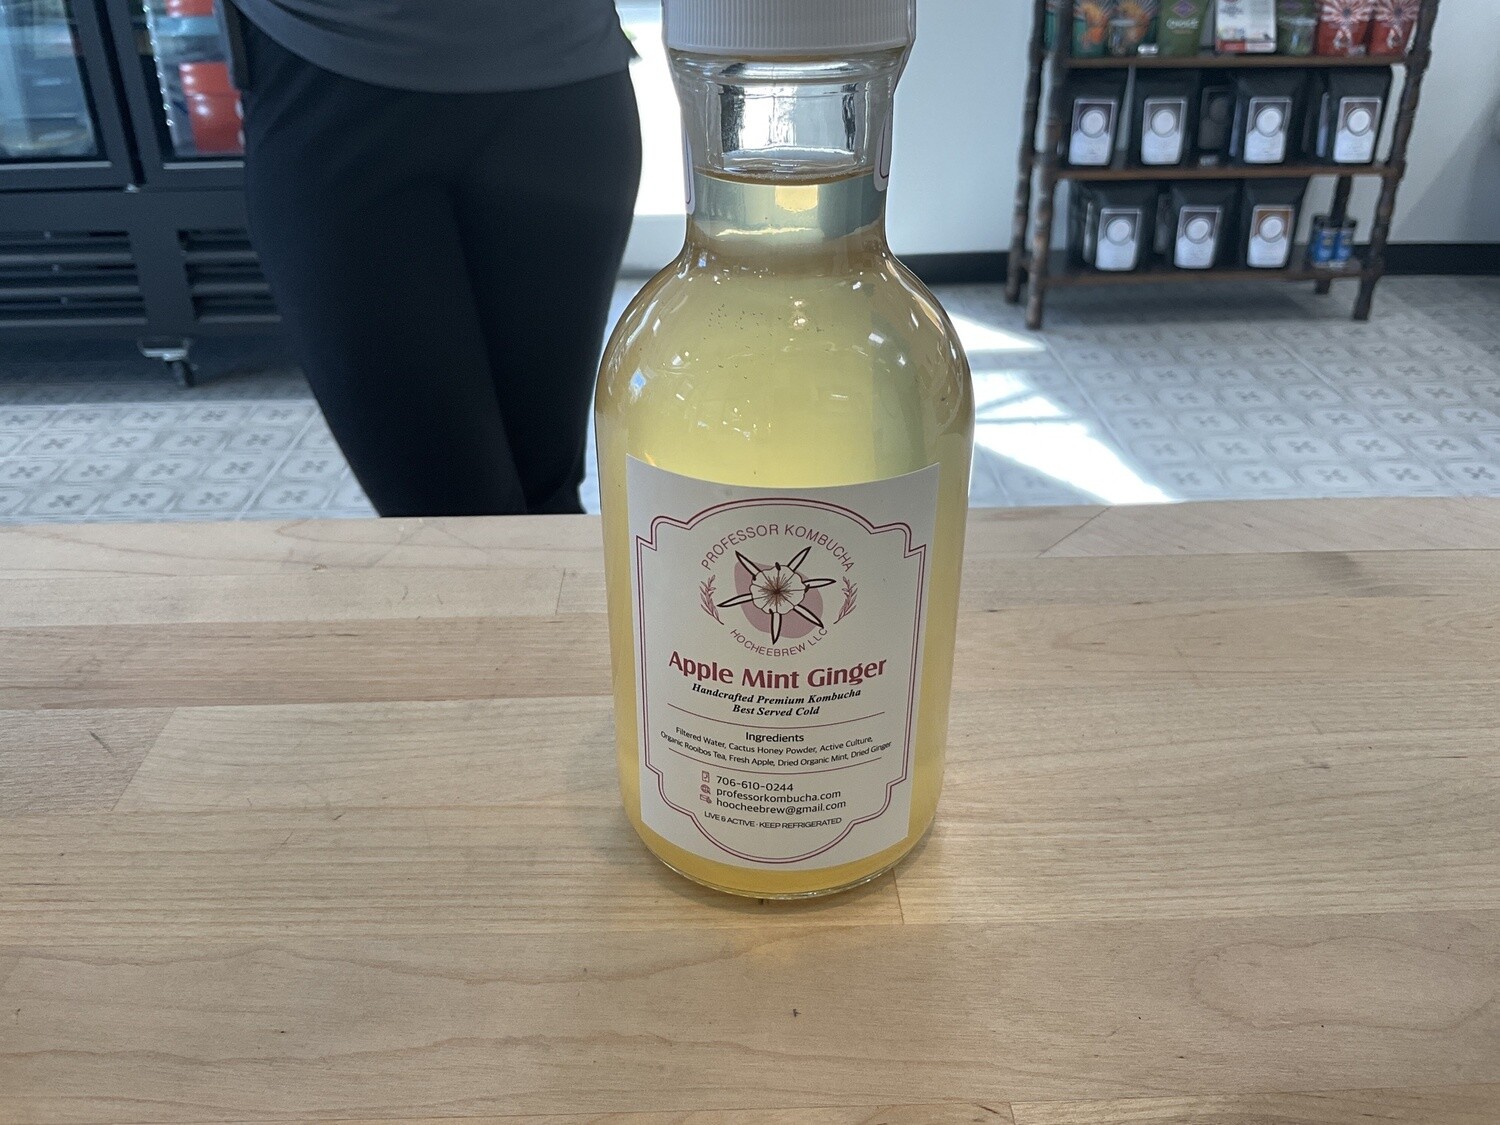 PROFESSOR KOMBUCHA
HOCHEEBREW LLC
Apple Mint Ginger
Handcrafted Premium Kombucha
Best Served Cold
Ingredients
Filtered Water, Cactus Honey Powder, Active Culture,
Organic Rooibos Tea, Fresh Apple, Dried Organic Mint, Dried Ginger
706-610-0244
professorkombucha.com
hoocheebrew@gmail.com
LIVE & ACTIVE · KEEP REFRIGERATED